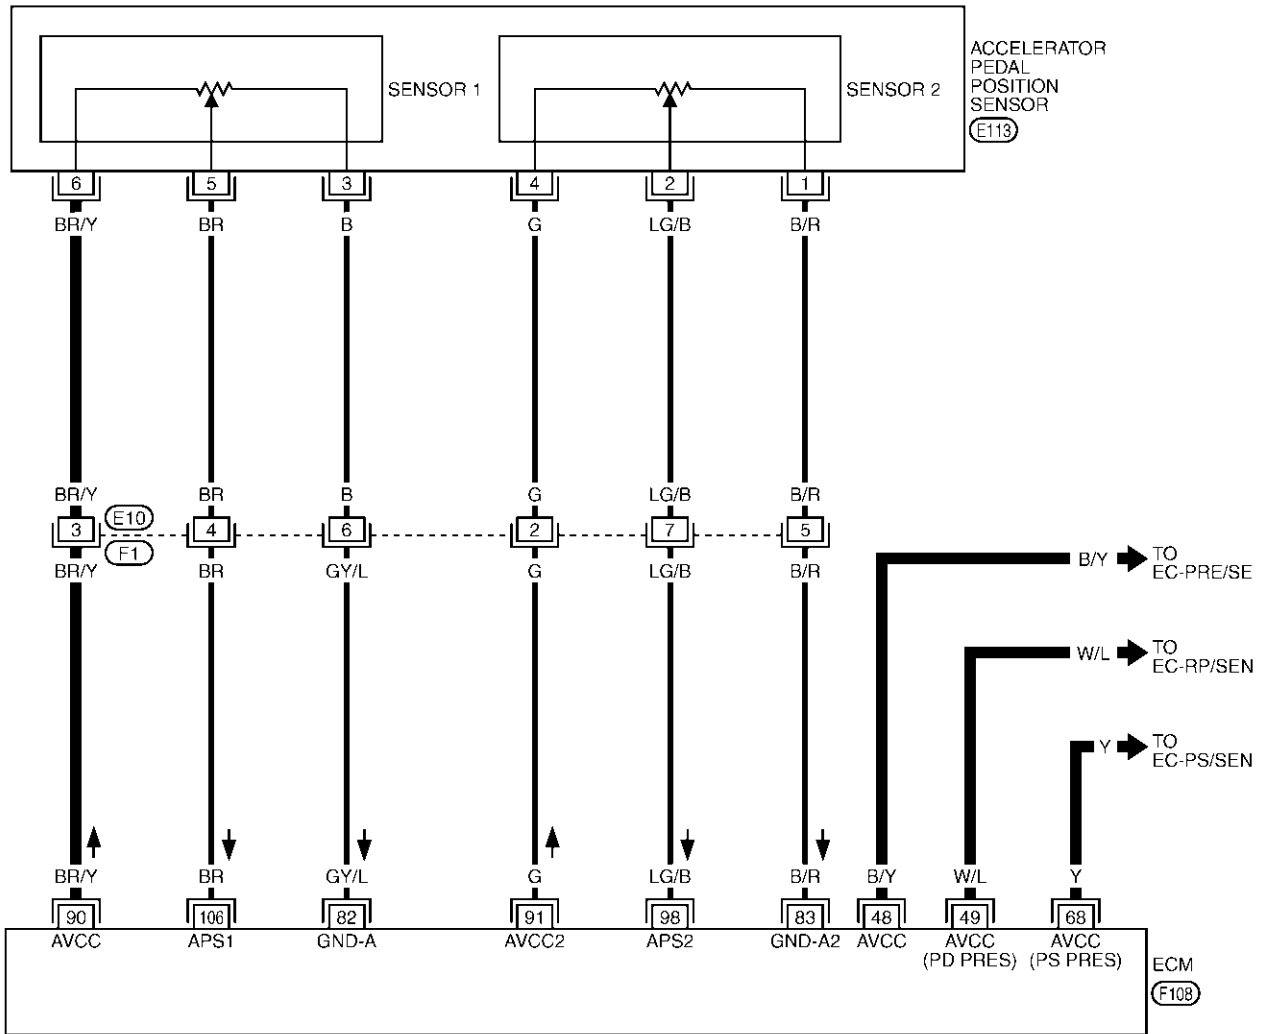 ACCELERATOR
PEDAL
POSITION
SENSOR
E113
SENSOR 1
SENSOR 2
6 5 3 4 2 1
BR/Y BR B G LG/B B/R
BR/Y BR B G LG/B B/R
E10
3 4 6 2 7 5
F1
BR/Y BR GY/L G LG/B B/R
B/Y TO
EC-PRE/SE
W/L TO
EC-RP/SEN
Y TO
EC-PS/SEN
BR/Y BR GY/L G LG/B B/R B/Y W/L Y
90 106 82 91 98 83 48 49 68
AVCC APS1 GND-A AVCC2 APS2 GND-A2 AVCC AVCC AVCC
(PD PRES) (PS PRES)
ECM
F108